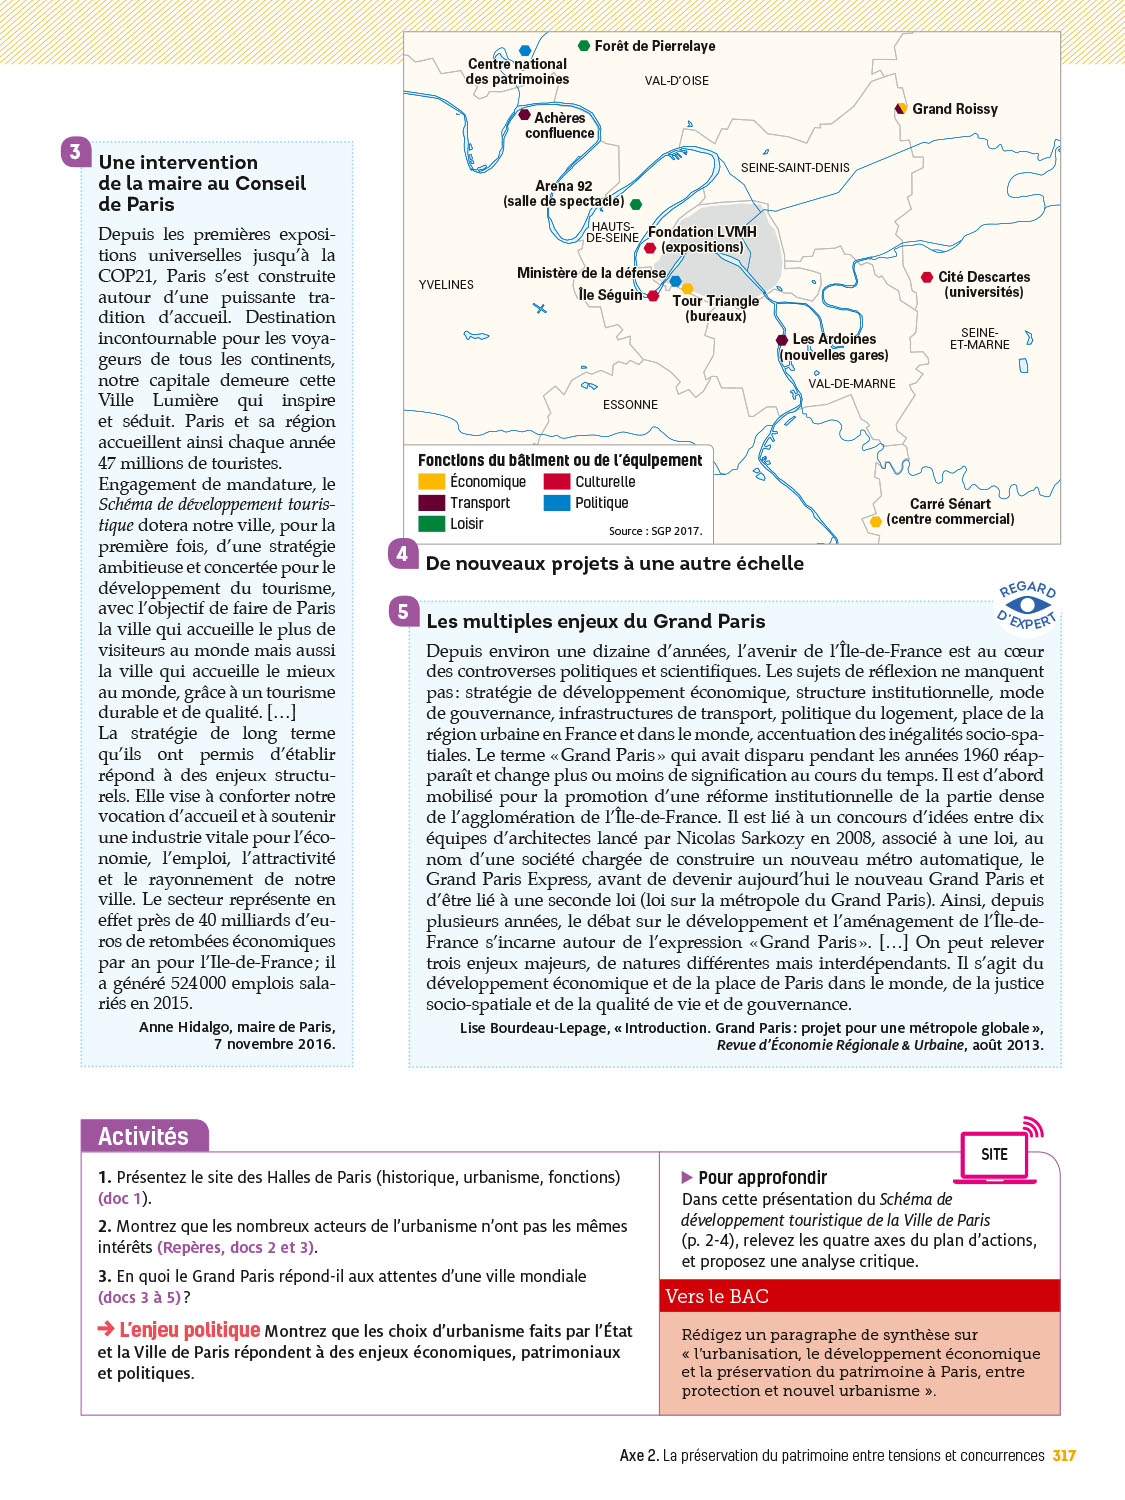 3
Une intervention
de la maire au Conseil
de Paris
Depuis les premières exposi-
tions universelles jusqu’à la
COP21, Paris s’est construite
autour d’une puissante tra-
dition d’accueil. Destination
incontournable pour les voya-
geurs de tous les continents,
notre capitale demeure cette
Ville Lumière qui inspire
et séduit. Paris et sa région
accueillent ainsi chaque année
47 millions de touristes.
Engagement de mandature, le
Schéma de développement touris-
tique dotera notre ville, pour la
première fois, d’une stratégie
ambitieuse et concertée pour le
développement du tourisme,
avec l’objectif de faire de Paris
la ville qui accueille le plus de
visiteurs au monde mais aussi
la ville qui accueille le mieux
au monde, grâce à un tourisme
durable et de qualité. […]
La stratégie de long terme
qu’ils ont permis d’établir
répond à des enjeux structu-
rels. Elle vise à conforter notre
vocation d’accueil et à soutenir
une industrie vitale pour l’éco-
nomie, l’emploi, l’attractivité
et le rayonnement de notre
ville. Le secteur représente en
effet près de 40 milliards d’eu-
ros de retombées économiques
par an pour l’Ile-de-France ; il
a généré 524 000 emplois sala-
riés en 2015.
Anne Hidalgo, maire de Paris,
7 novembre 2016.
Forêt de Pierrelaye
Centre national
des patrimoines
VAL-D’OISE
Grand Roissy
Achères
confluence
SEINE-SAINT-DENIS
Arena 92
(salle de spectacle)
HAUTS-
DE-SEINE
Fondation LVMH
(expositions)
Ministère de la défense
YVELINES
Île Séguin
Tour Triangle
(bureaux)
Cité Descartes
(universités)
Les Ardoines
(nouvelles gares)
SEINE-
ET-MARNE
VAL-DE-MARNE
ESSONNE
Carré Sénart
(centre commercial)
Fonctions du bâtiment ou de l’équipement
Économique
Culturelle
Transport
Politique
Loisir
Source : SGP 2017.
4
De nouveaux projets à une autre échelle
REGARD
D’EXPERT
5
Les multiples enjeux du Grand Paris
Depuis environ une dizaine d’années, l’avenir de l’Île-de-France est au cœur
des controverses politiques et scientifiques. Les sujets de réflexion ne manquent
pas : stratégie de développement économique, structure institutionnelle, mode
de gouvernance, infrastructures de transport, politique du logement, place de la
région urbaine en France et dans le monde, accentuation des inégalités socio-spa-
tiales. Le terme « Grand Paris » qui avait disparu pendant les années 1960 réap-
paraît et change plus ou moins de signification au cours du temps. Il est d’abord
mobilisé pour la promotion d’une réforme institutionnelle de la partie dense
de l’agglomération de l’Île-de-France. Il est lié à un concours d’idées entre dix
équipes d’architectes lancé par Nicolas Sarkozy en 2008, associé à une loi, au
nom d’une société chargée de construire un nouveau métro automatique, le
Grand Paris Express, avant de devenir aujourd’hui le nouveau Grand Paris et
d’être lié à une seconde loi (loi sur la métropole du Grand Paris). Ainsi, depuis
plusieurs années, le débat sur le développement et l’aménagement de l’Île-de-
France s’incarne autour de l’expression « Grand Paris ». […] On peut relever
trois enjeux majeurs, de natures différentes mais interdépendants. Il s’agit du
développement économique et de la place de Paris dans le monde, de la justice
socio-spatiale et de la qualité de vie et de gouvernance.
Lise Bourdeau-Lepage, « Introduction. Grand Paris : projet pour une métropole globale »,
Revue d’Économie Régionale & Urbaine, août 2013.
Activités
1. Présentez le site des Halles de Paris (historique, urbanisme, fonctions)
(doc 1).
2. Montrez que les nombreux acteurs de l’urbanisme n’ont pas les mêmes
intérêts (Repères, docs 2 et 3).
3. En quoi le Grand Paris répond-il aux attentes d’une ville mondiale
(docs 3 à 5) ?
➔ L’enjeu politique Montrez que les choix d’urbanisme faits par l’État
et la Ville de Paris répondent à des enjeux économiques, patrimoniaux
et politiques.
SITE
▶ Pour approfondir
Dans cette présentation du Schéma de
développement touristique de la Ville de Paris
(p. 2-4), relevez les quatre axes du plan d’actions,
et proposez une analyse critique.
Vers le BAC
Rédigez un paragraphe de synthèse sur
« l’urbanisation, le développement économique
et la préservation du patrimoine à Paris, entre
protection et nouvel urbanisme ».
Axe 2. La préservation du patrimoine entre tensions et concurrences 317